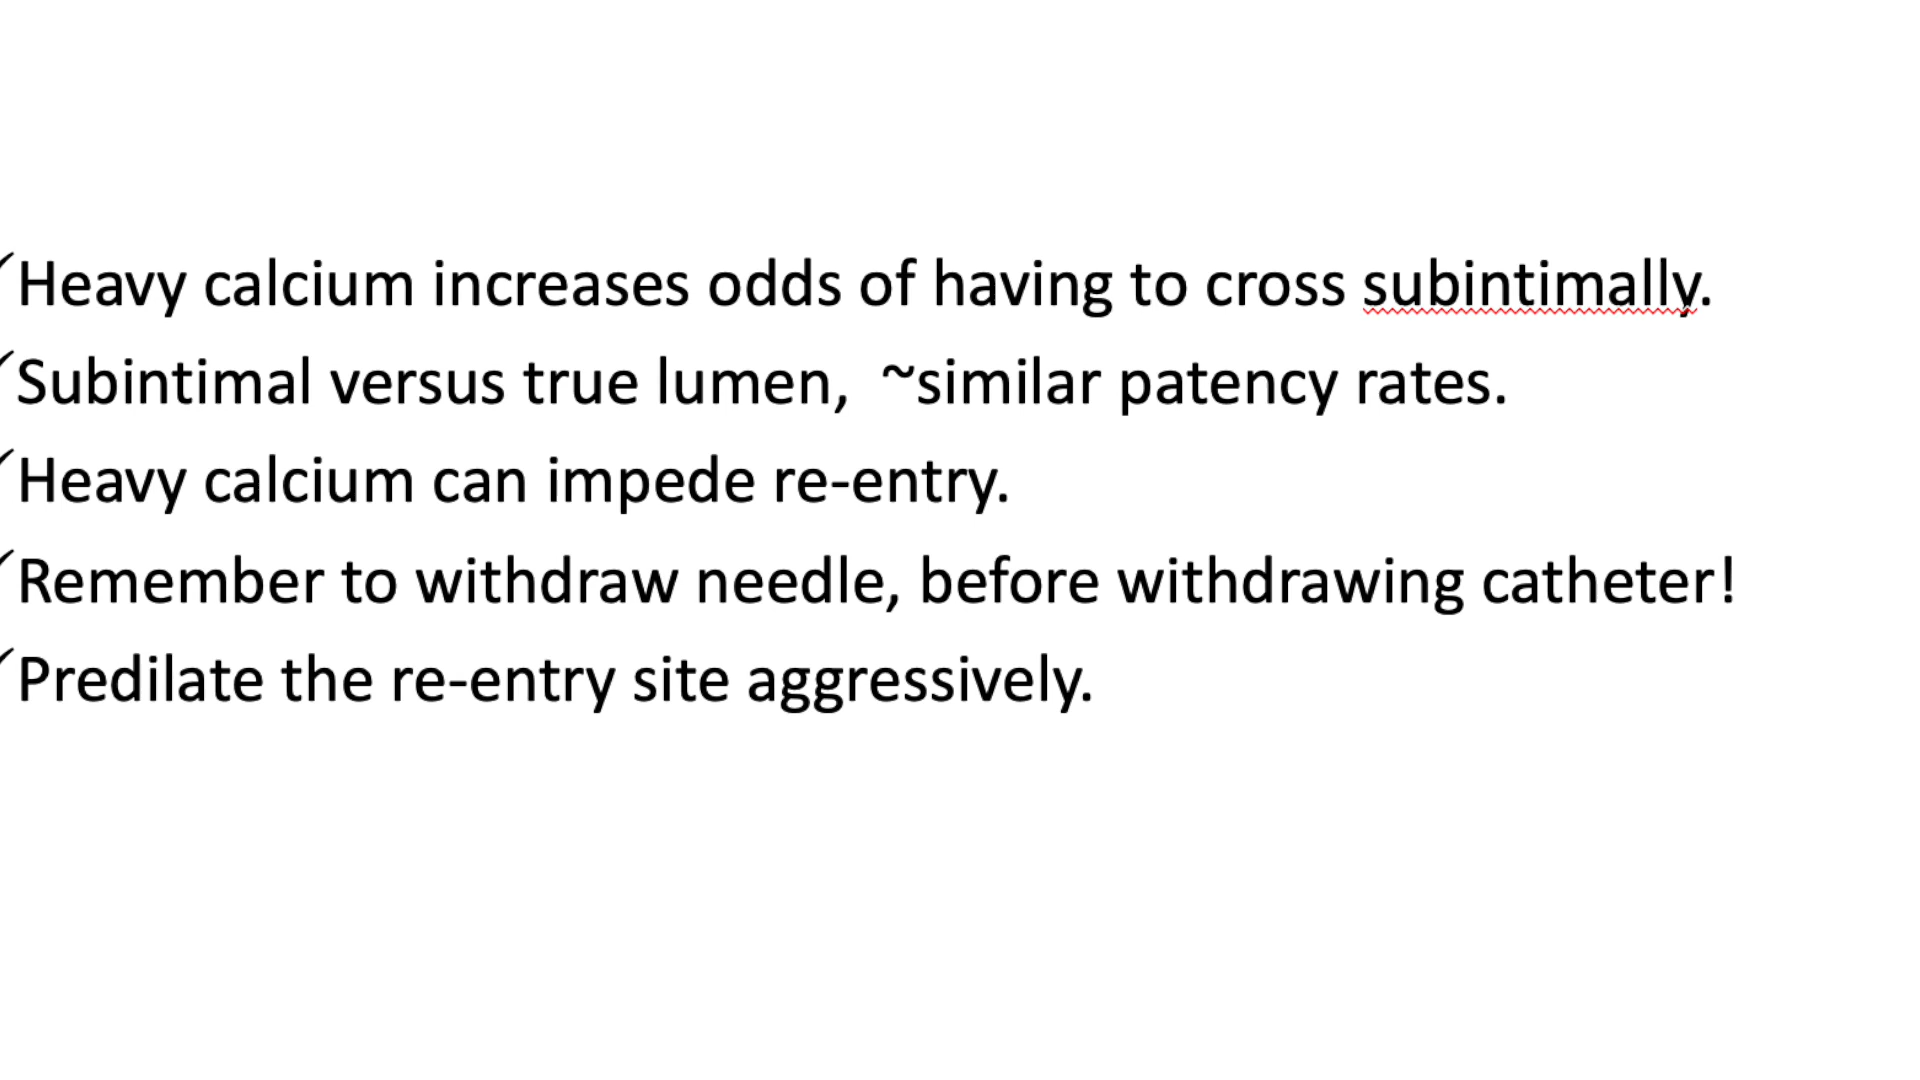 ✓Heavy calcium increases odds of having to cross subintimally.
✓Subintimal versus true lumen,  ~similar patency rates.
✓Heavy calcium can impede re-entry.
✓Remember to withdraw needle, before withdrawing catheter!
✓Predilate the re-entry site aggressively.